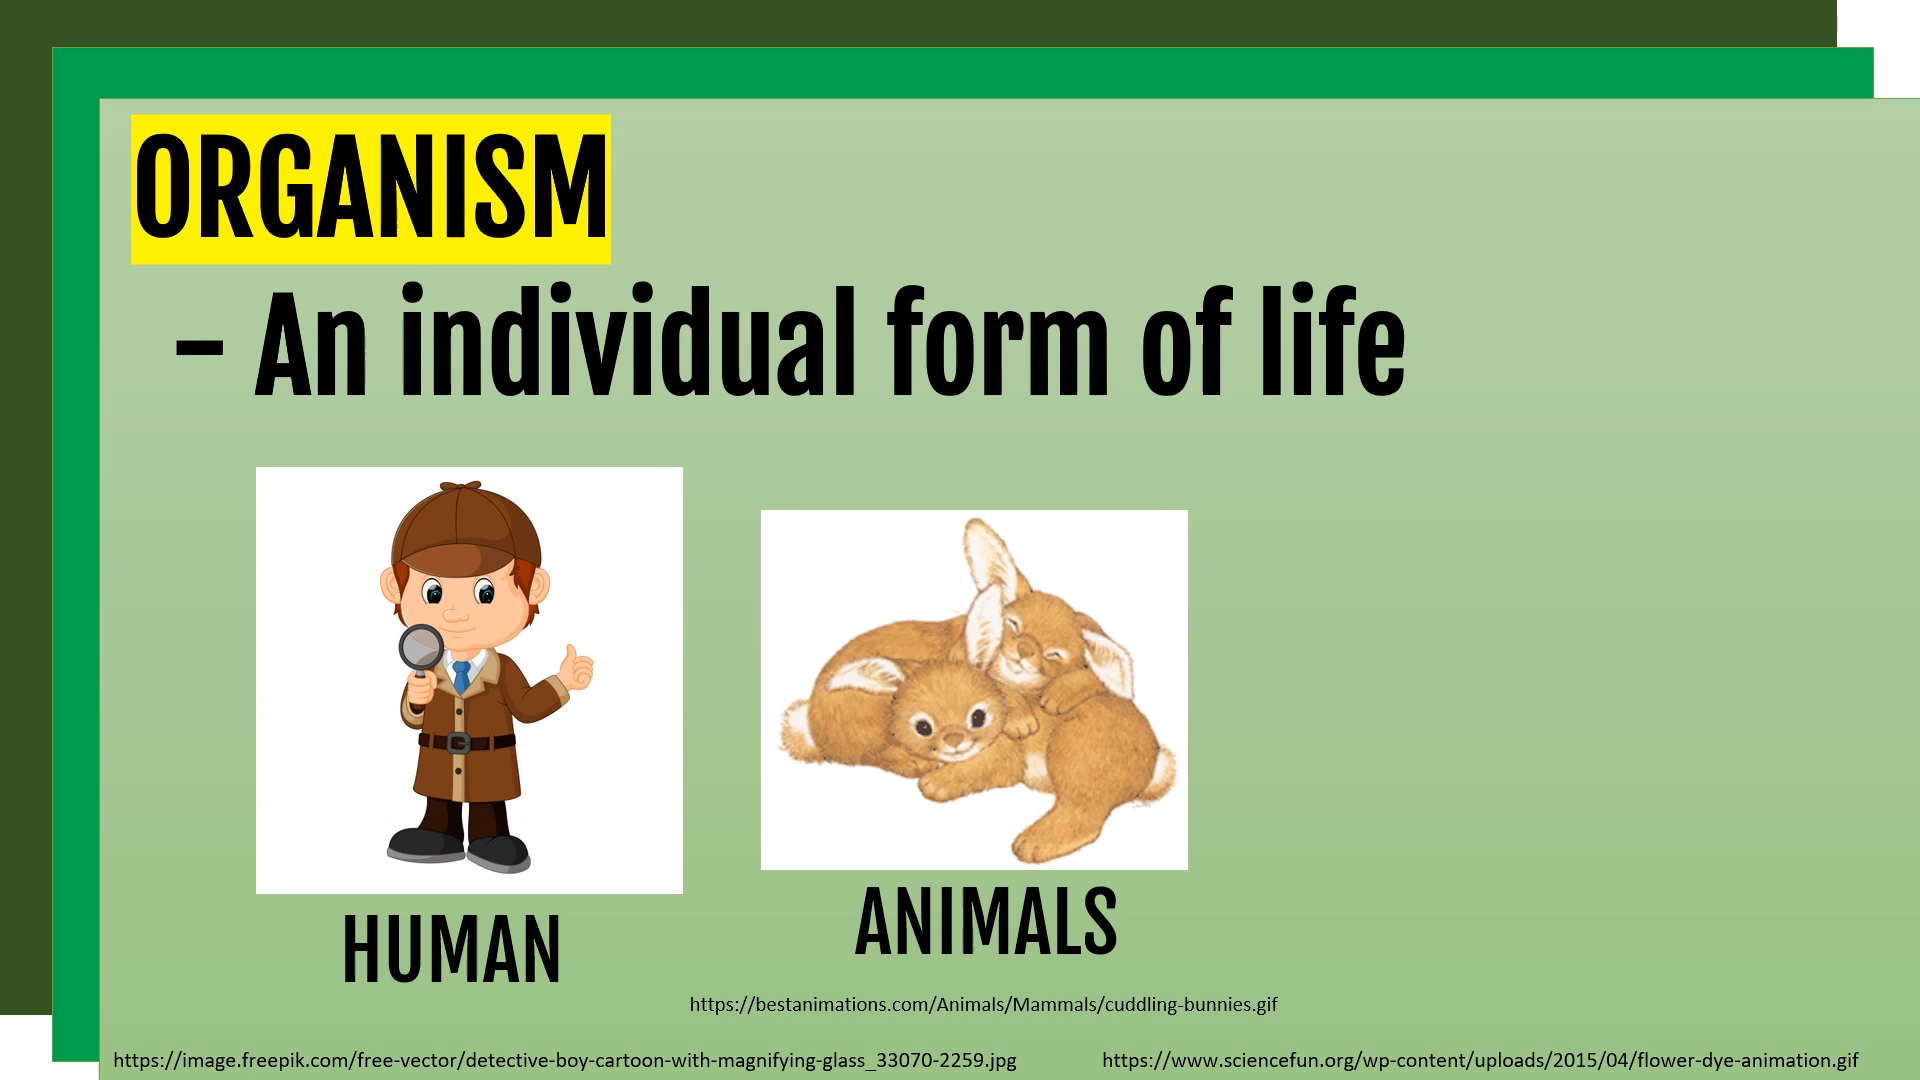 ORGANISM
– An individual form of life
HUMAN
ANIMALS
https://bestanimations.com/Animals/Mammals/cuddling-bunnies.gif
https://image.freepik.com/free-vector/detective-boy-cartoon-with-magnifying-glass_33070-2259.jpg
https://www.sciencefun.org/wp-content/uploads/2015/04/flower-dye-animation.gif